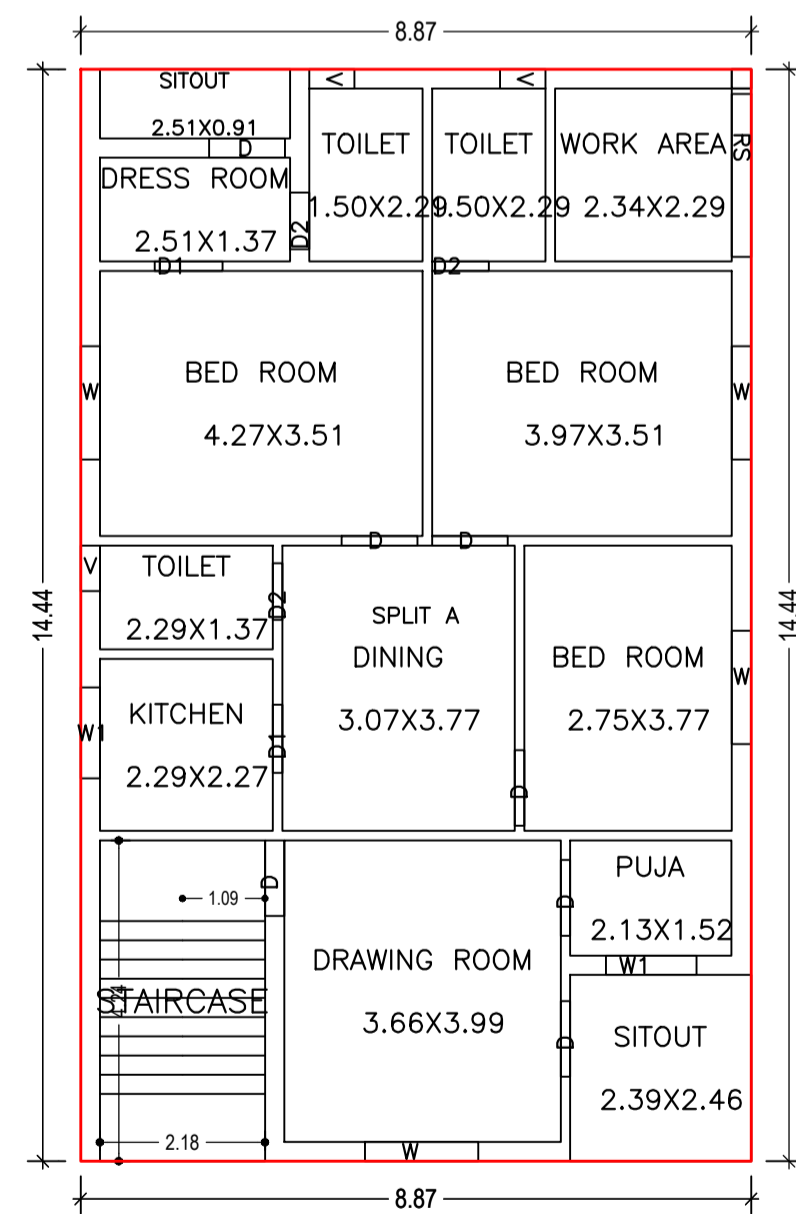 8.87
SITOUT
2.51X0.91
D
V
V
TOILET
1.50X2.29
TOILET
1.50X2.29
WORK AREA
2.34X2.29
RS
DRESS ROOM
2.51X1.37
D2
D1
D2
W
BED ROOM
4.27X3.51
BED ROOM
3.97X3.51
W
D
D
V
TOILET
2.29X1.37
D2
SPLIT A
DINING
3.07X3.77
BED ROOM
2.75X3.77
W
14.44
14.44
W1
KITCHEN
2.29X2.27
D1
D
1.09
D
STAIRCASE
4.24
2.18
DRAWING ROOM
3.66X3.99
W
D
PUJA
2.13X1.52
W1
D
SITOUT
2.39X2.46
8.87